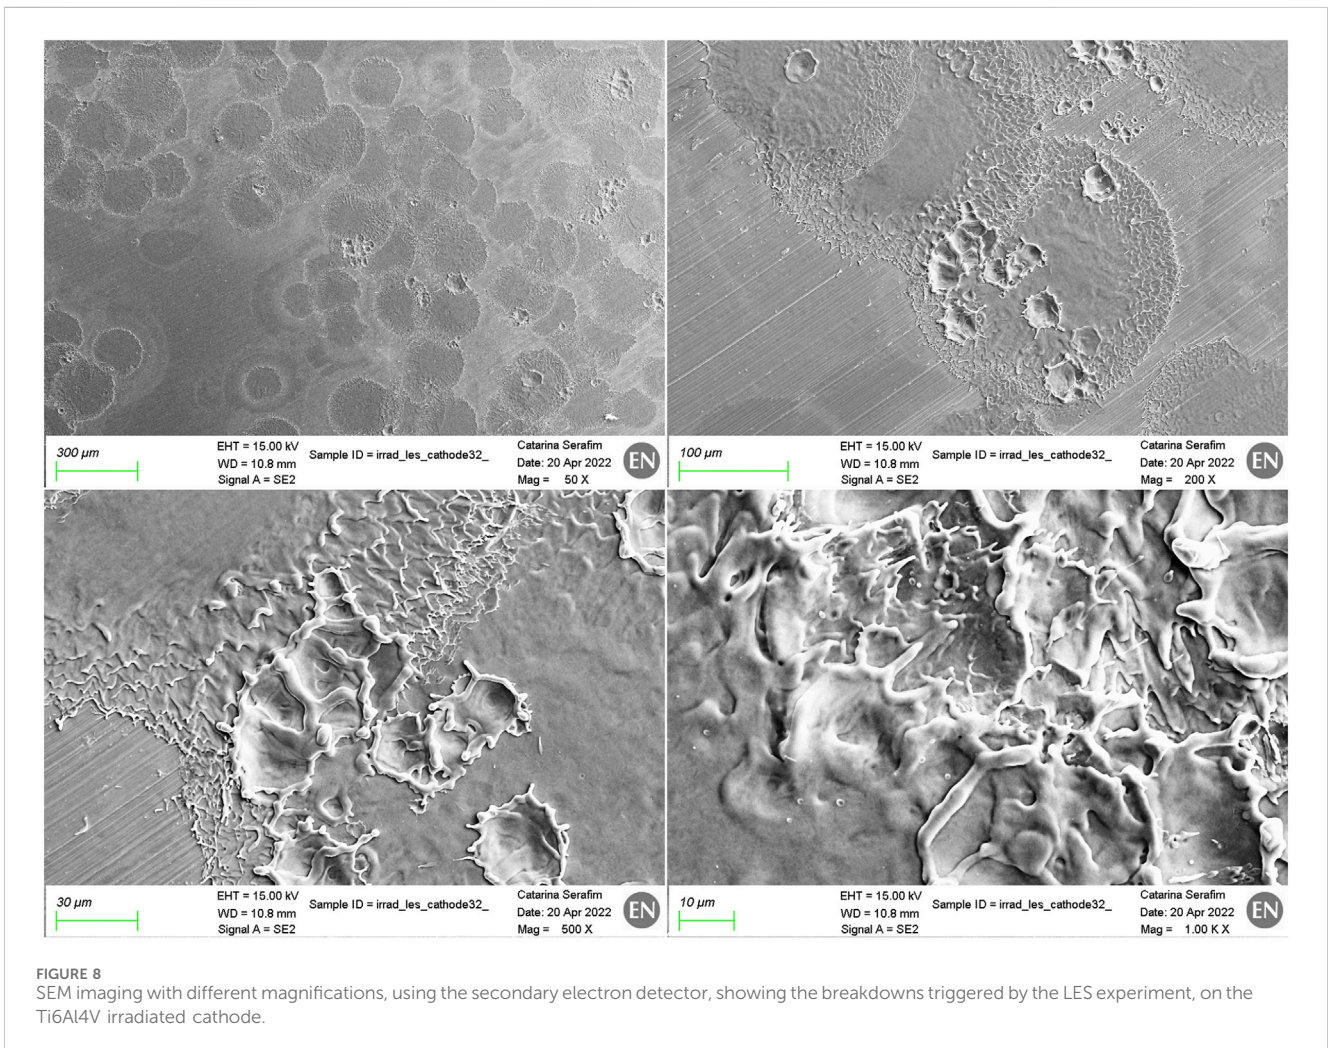 300 µm
EHT = 15.00 kV
WD = 10.8 mm
Signal A = SE2
Sample ID = irrad_les_cathode32_
Catarina Serafim
Date: 20 Apr 2022
Mag = 50 X
EN
100 µm
EHT = 15.00 kV
WD = 10.8 mm
Signal A = SE2
Sample ID = irrad_les_cathode32_
Catarina Serafim
Date: 20 Apr 2022
Mag = 200 X
EN
30 µm
EHT = 15.00 kV
WD = 10.8 mm
Signal A = SE2
Sample ID = irrad_les_cathode32_
Catarina Serafim
Date: 20 Apr 2022
Mag = 500 X
EN
10 µm
EHT = 15.00 kV
WD = 10.8 mm
Signal A = SE2
Sample ID = irrad_les_cathode32_
Catarina Serafim
Date: 20 Apr 2022
Mag = 1.00 K X
EN
FIGURE 8
SEM imaging with different magnifications, using the secondary electron detector, showing the breakdowns triggered by the LES experiment, on the
Ti6Al4V irradiated cathode.